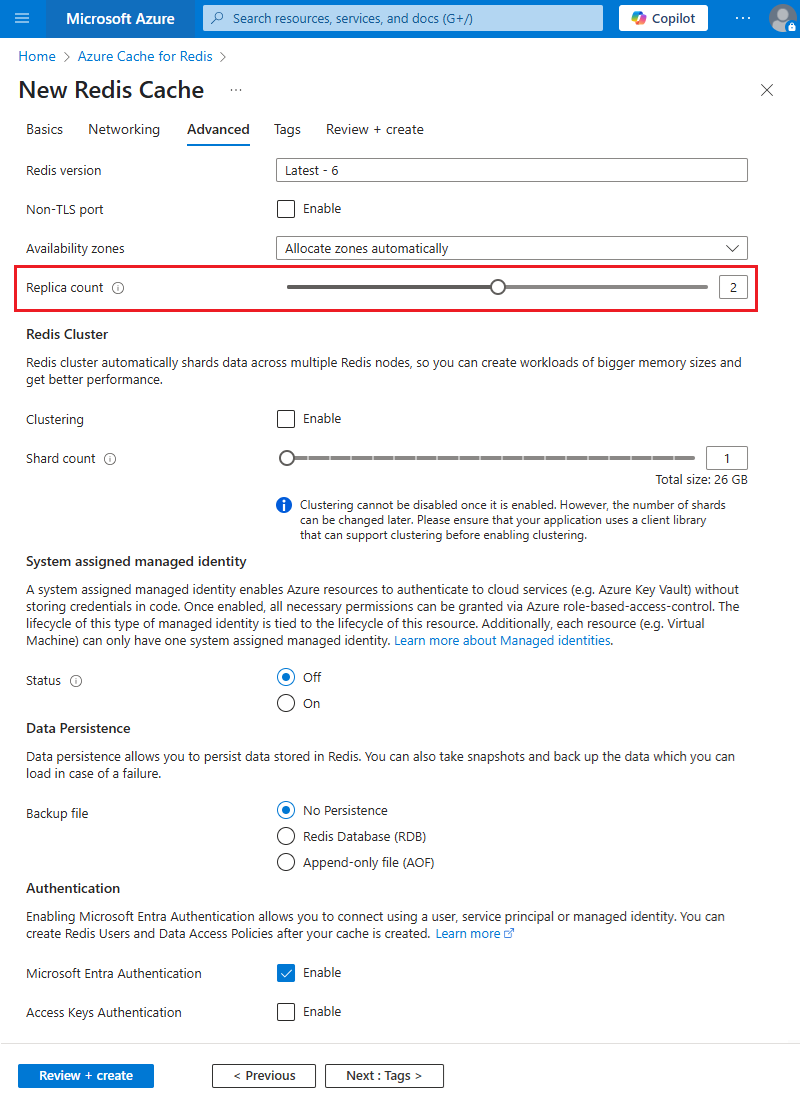 Microsoft Azure
Search resources, services, and docs (G+/)
Copilot
Home > Azure Cache for Redis >
New Redis Cache
Basics Networking Advanced Tags Review + create
Redis version Latest - 6
Non-TLS port Enable
Availability zones Allocate zones automatically
Replica count 2
Redis Cluster
Redis cluster automatically shards data across multiple Redis nodes, so you can create workloads of bigger memory sizes and
get better performance.
Clustering Enable
Shard count 1
Total size: 26 GB
Clustering cannot be disabled once it is enabled. However, the number of shards
can be changed later. Please ensure that your application uses a client library
that can support clustering before enabling clustering.
System assigned managed identity
A system assigned managed identity enables Azure resources to authenticate to cloud services (e.g. Azure Key Vault) without
storing credentials in code. Once enabled, all necessary permissions can be granted via Azure role-based-access-control. The
lifecycle of this type of managed identity is tied to the lifecycle of this resource. Additionally, each resource (e.g. Virtual
Machine) can only have one system assigned managed identity. Learn more about Managed identities.
Status Off
On
Data Persistence
Data persistence allows you to persist data stored in Redis. You can also take snapshots and back up the data which you can
load in case of a failure.
Backup file No Persistence
Redis Database (RDB)
Append-only file (AOF)
Authentication
Enabling Microsoft Entra Authentication allows you to connect using a user, service principal or managed identity. You can
create Redis Users and Data Access Policies after your cache is created. Learn more
Microsoft Entra Authentication Enable
Access Keys Authentication Enable
Review + create < Previous Next : Tags >